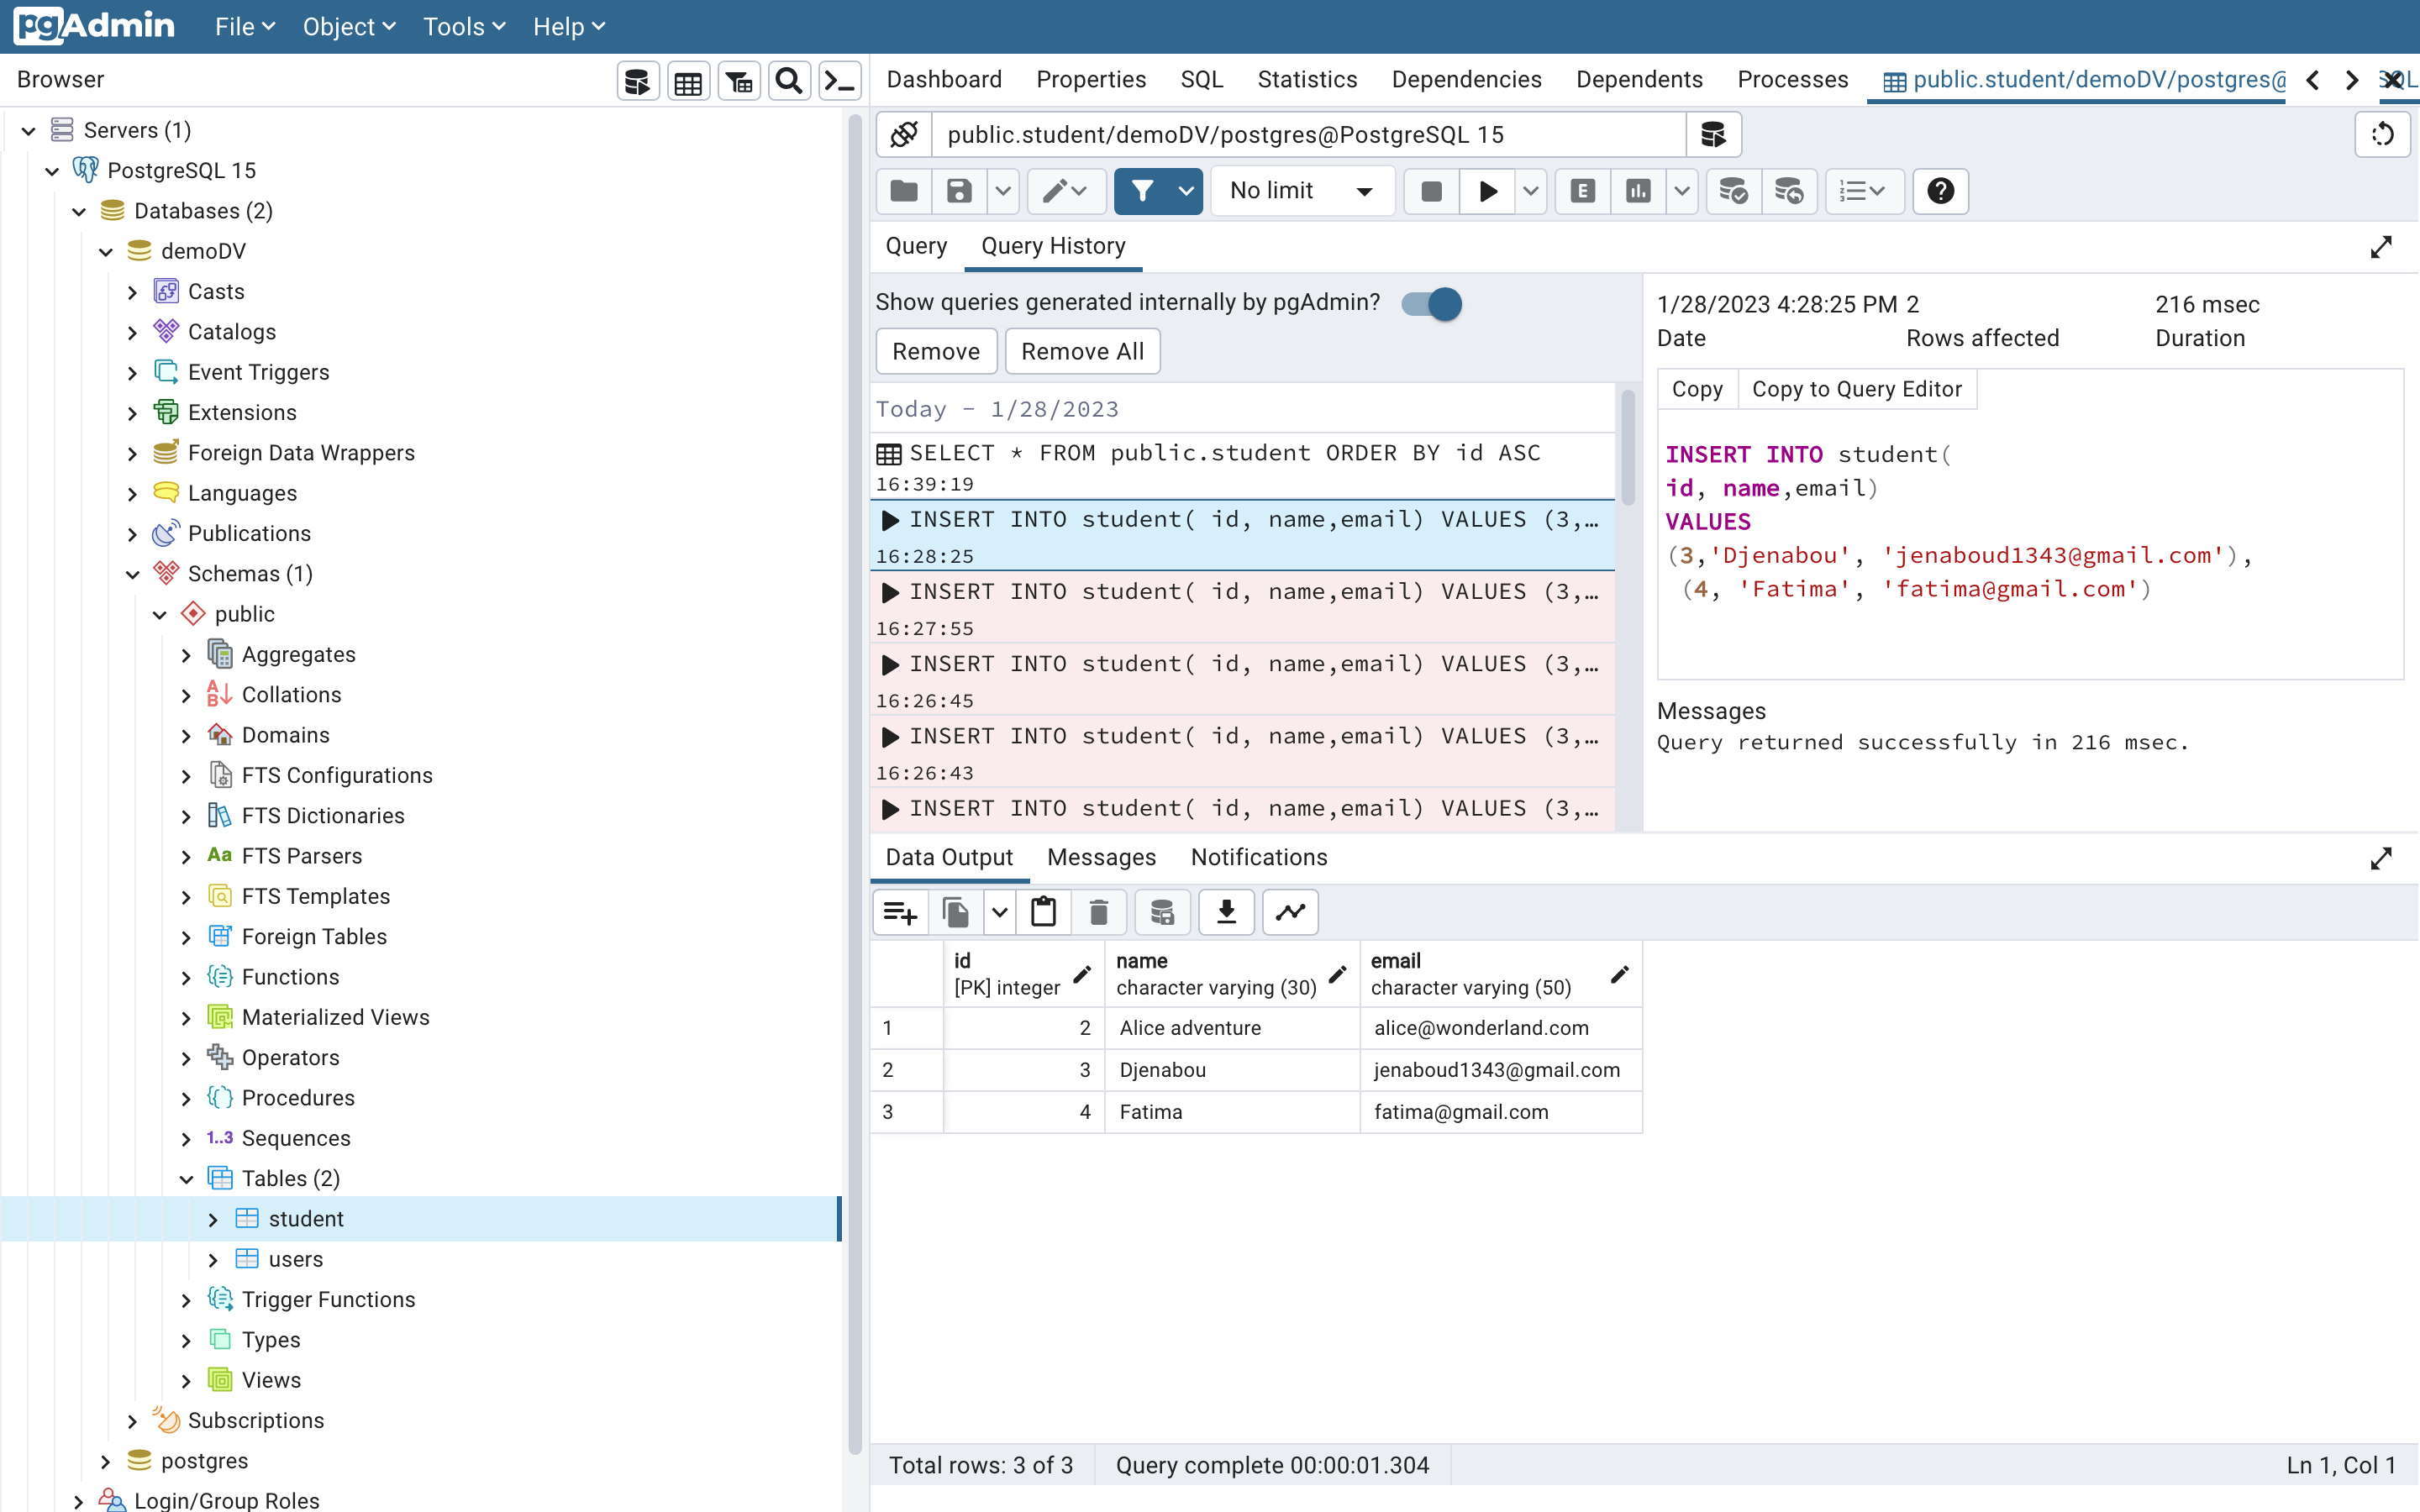 pgAdmin File Object Tools Help
Browser
Servers (1)
PostgreSQL 15
Databases (2)
demoDV
Casts
Catalogs
Event Triggers
Extensions
Foreign Data Wrappers
Languages
Publications
Schemas (1)
public
Aggregates
Collations
Domains
FTS Configurations
FTS Dictionaries
Aa FTS Parsers
FTS Templates
Foreign Tables
Functions
Materialized Views
Operators
Procedures
1..3 Sequences
Tables (2)
student
users
Trigger Functions
Types
Views
Subscriptions
postgres
Login/Group Roles
Dashboard Properties SQL Statistics Dependencies Dependents Processes public.student/demoDV/postgres@
public.student/demoDV/postgres@PostgreSQL 15
No limit E
Query Query History
Show queries generated internally by pgAdmin?
Remove Remove All
Today - 1/28/2023
SELECT * FROM public.student ORDER BY id ASC
16:39:19
INSERT INTO student( id, name,email) VALUES (3,…
16:28:25
INSERT INTO student( id, name,email) VALUES (3,…
16:27:55
INSERT INTO student( id, name,email) VALUES (3,…
16:26:45
INSERT INTO student( id, name,email) VALUES (3,…
16:26:43
INSERT INTO student( id, name,email) VALUES (3,…
1/28/2023 4:28:25 PM 2 216 msec
Date Rows affected Duration
Copy Copy to Query Editor
INSERT INTO student(
id, name,email)
VALUES
(3,'Djenabou', 'jenaboud1343@gmail.com'),
(4, 'Fatima', 'fatima@gmail.com')
Messages
Query returned successfully in 216 msec.
Data Output Messages Notifications
id name email
[PK] integer character varying (30) character varying (50)
1 2 Alice adventure alice@wonderland.com
2 3 Djenabou jenaboud1343@gmail.com
3 4 Fatima fatima@gmail.com
Total rows: 3 of 3 Query complete 00:00:01.304 Ln 1, Col 1